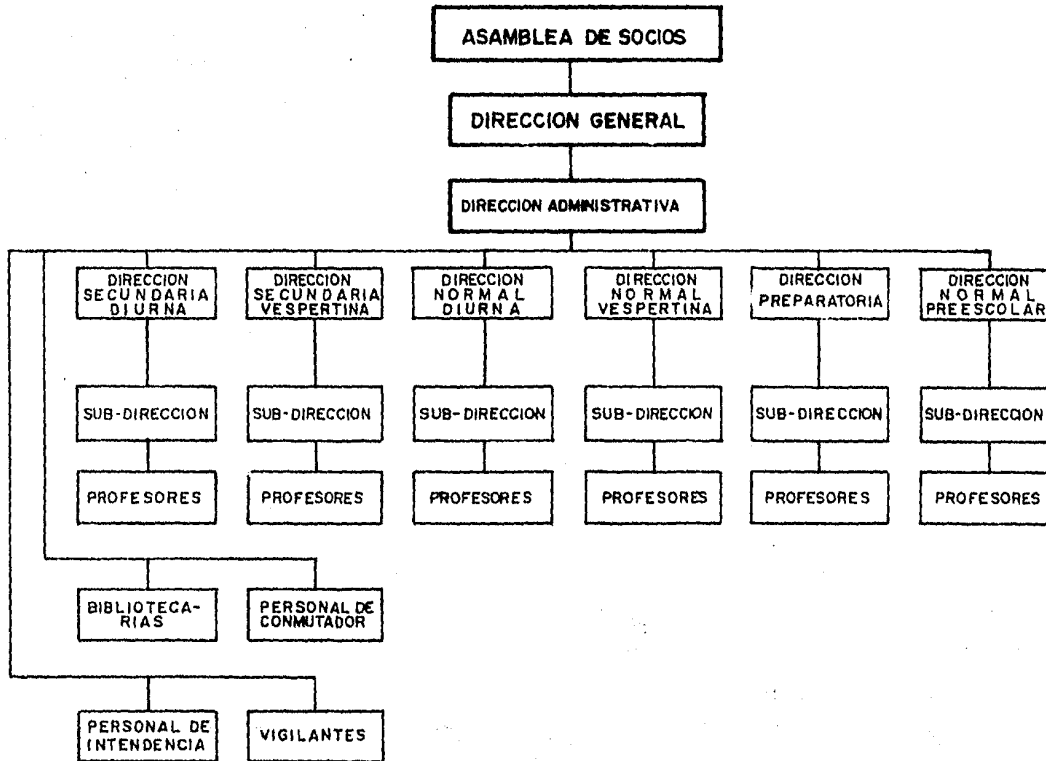 ASAMBLEA DE SOCIOS
DIRECCION GENERAL
DIRECCION ADMINISTRATIVA
DIRECCION
SECUNDARIA
DIURNA
DIRECCION
SECUNDARIA
VESPERTINA
DIRECCION
NORMAL
DIURNA
DIRECCION
NORMAL
VESPERTINA
DIRECCION
PREPARATORIA
DIRECCION
NORMAL
PREESCOLAR
SUB-DIRECCION
SUB-DIRECCION
SUB-DIRECCION
SUB-DIRECCION
SUB-DIRECCION
SUB-DIRECCION
PROFESORES
PROFESORES
PROFESORES
PROFESORES
PROFESORES
PROFESORES
BIBLIOTECA-
RIAS
PERSONAL DE
CONMUTADOR
PERSONAL DE
INTENDENCIA
VIGILANTES